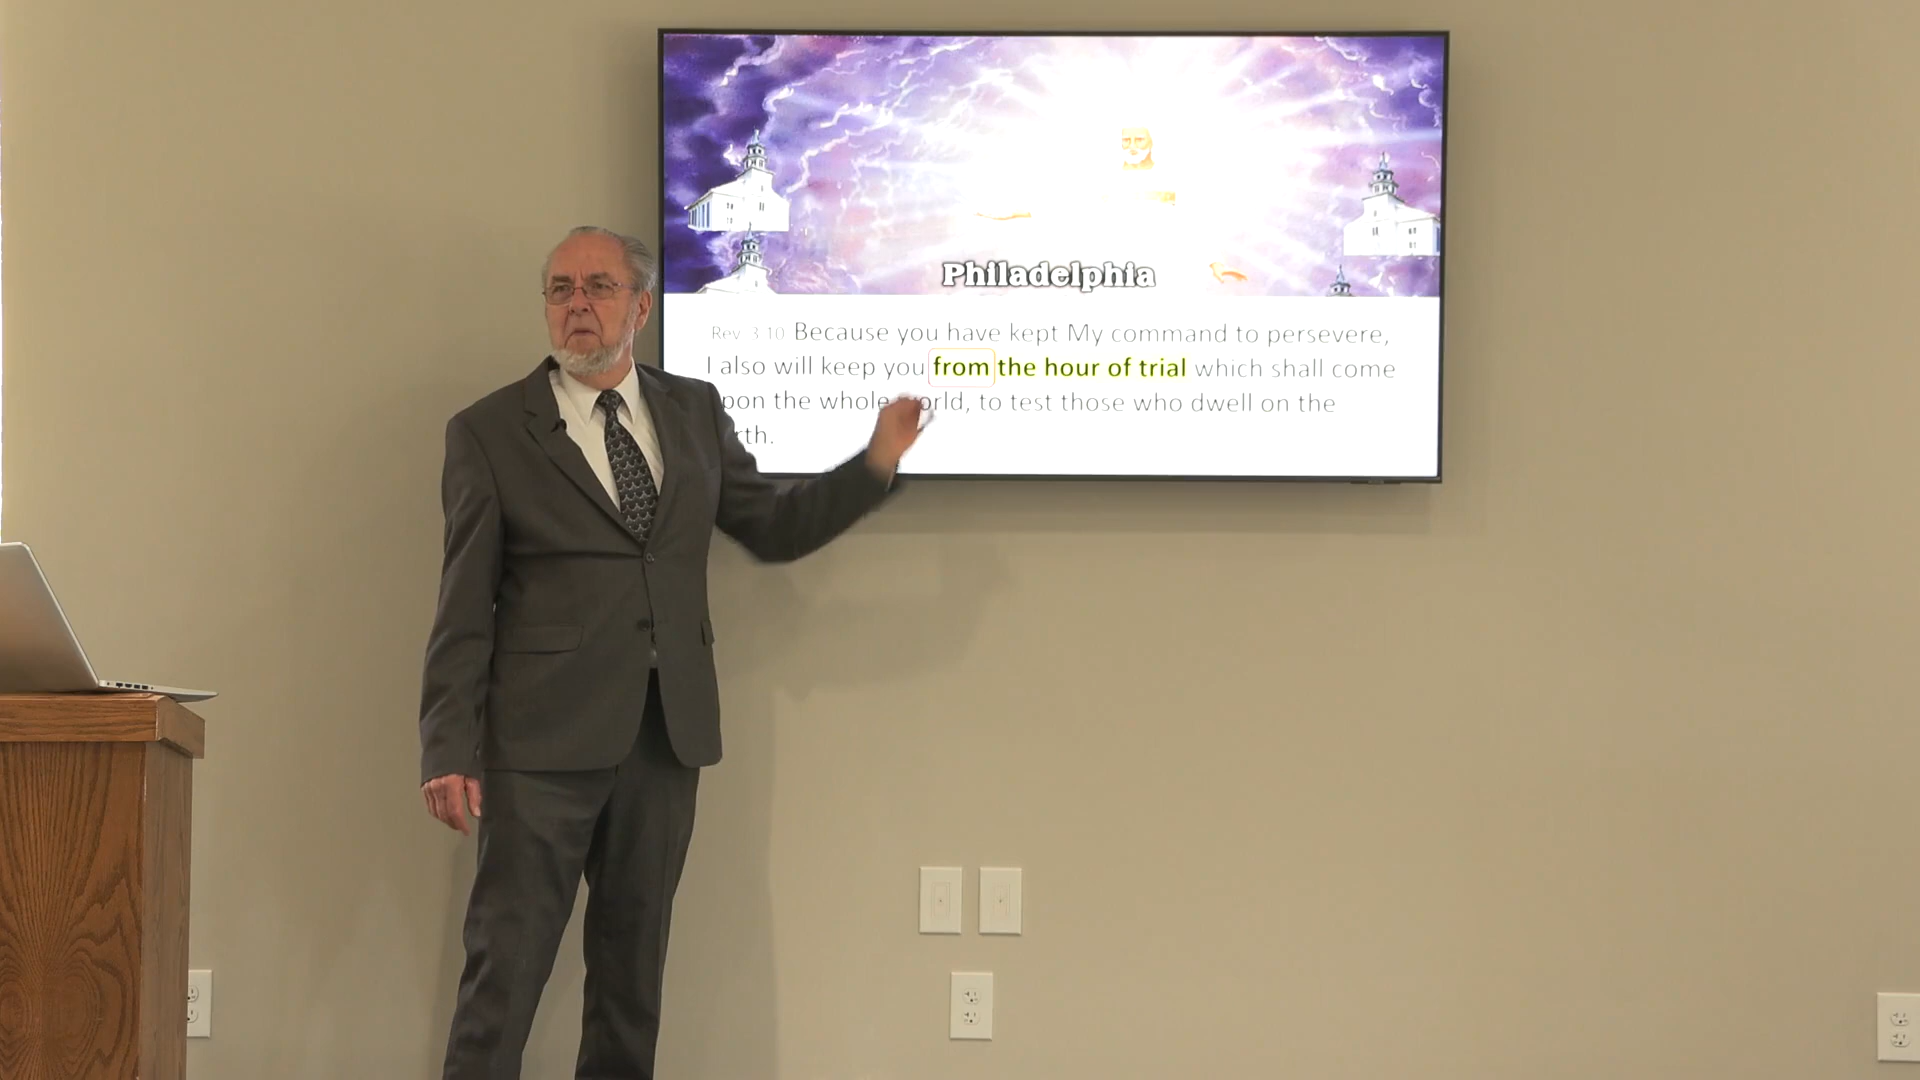 Philadelphia
Rev. 3:10 Because you have kept My command to persevere,
I also will keep you from the hour of trial which shall come
pon the whole world, to test those who dwell on the
rth.